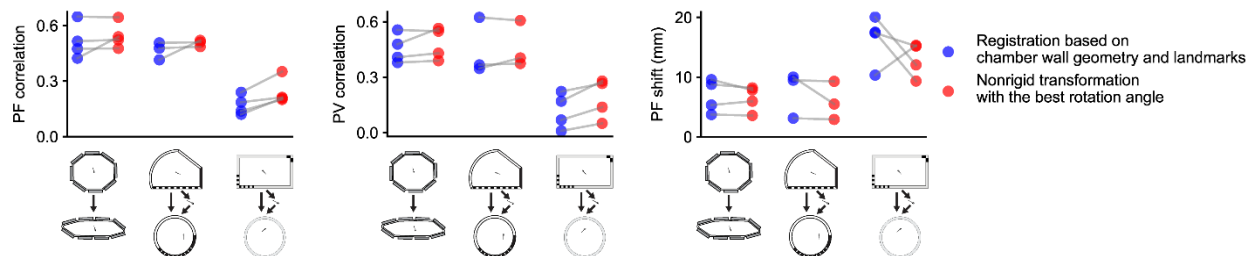 PF correlation
0.6
0.3
0.0
PV correlation
0.6
0.3
0.0
PF shift (mm)
20
10
0
Registration based on
chamber wall geometry and landmarks
Nonrigid transformation
with the best rotation angle